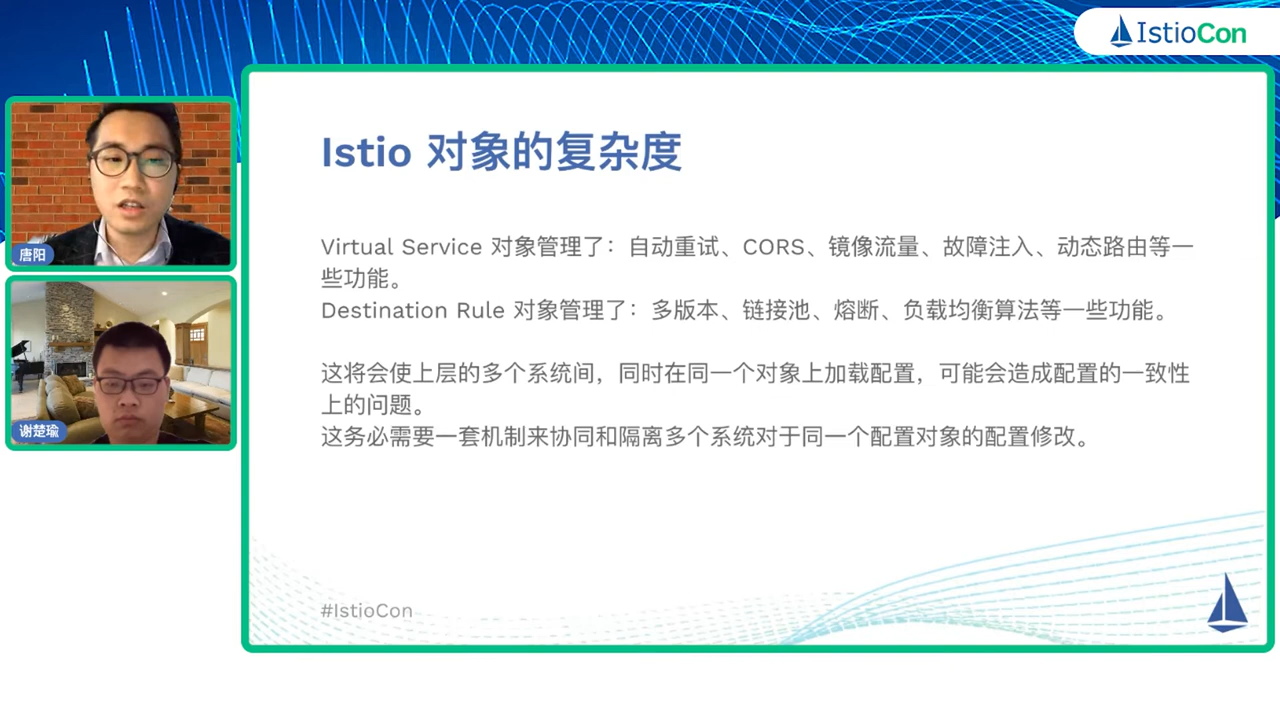 IstioCon
Istio 对象的复杂度
Virtual Service 对象管理了：自动重试、CORS、镜像流量、故障注入、动态路由等一
些功能。
Destination Rule 对象管理了：多版本、链接池、熔断、负载均衡算法等一些功能。
这将会使上层的多个系统间，同时在同一个对象上加载配置，可能会造成配置的一致性
上的问题。
这务必需要一套机制来协同和隔离多个系统对于同一个配置对象的配置修改。
#IstioCon
唐阳
谢楚瑜